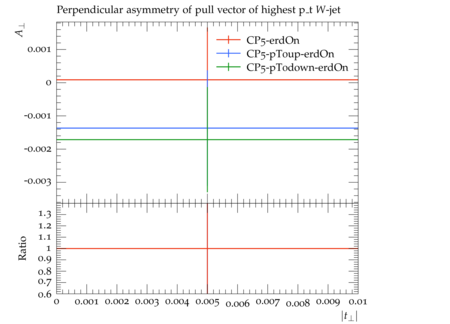 Perpendicular asymmetry of pull vector of highest p_t W-jet
A⊥
CP5-erdOn
CP5-pToup-erdOn
CP5-pTodown-erdOn
0.001
0
-0.001
-0.002
-0.003
Ratio
1.3
1.2
1.1
1
0.9
0.8
0.7
0.6
0 0.001 0.002 0.003 0.004 0.005 0.006 0.007 0.008 0.009 0.01
|t⊥|